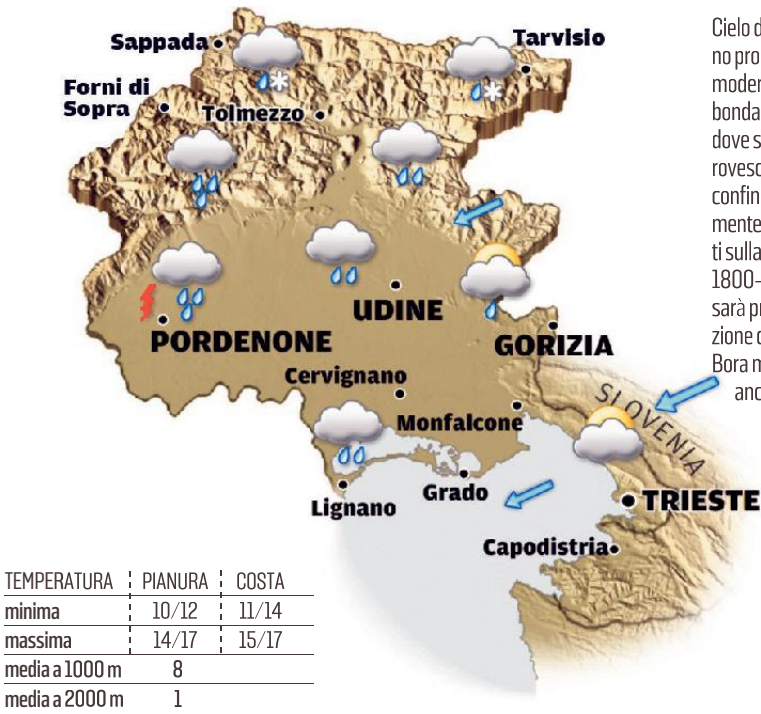 Sappada
Tarvisio
Forni di
Sopra
Tolmezzo
UDINE
PORDENONE
GORIZIA
Cervignano
Monfalcone
SLOVENIA
Lignano
Grado
TRIESTE
Capodistria
Cielo d
no pro
moder
bonda
dove s
rovesc
confin
mente
ti sulla
1800-
sarà pr
zione c
Bora m
anc
TEMPERATURA PIANURA COSTA
minima 10/12 11/14
massima 14/17 15/17
media a 1000 m 8
media a 2000 m 1